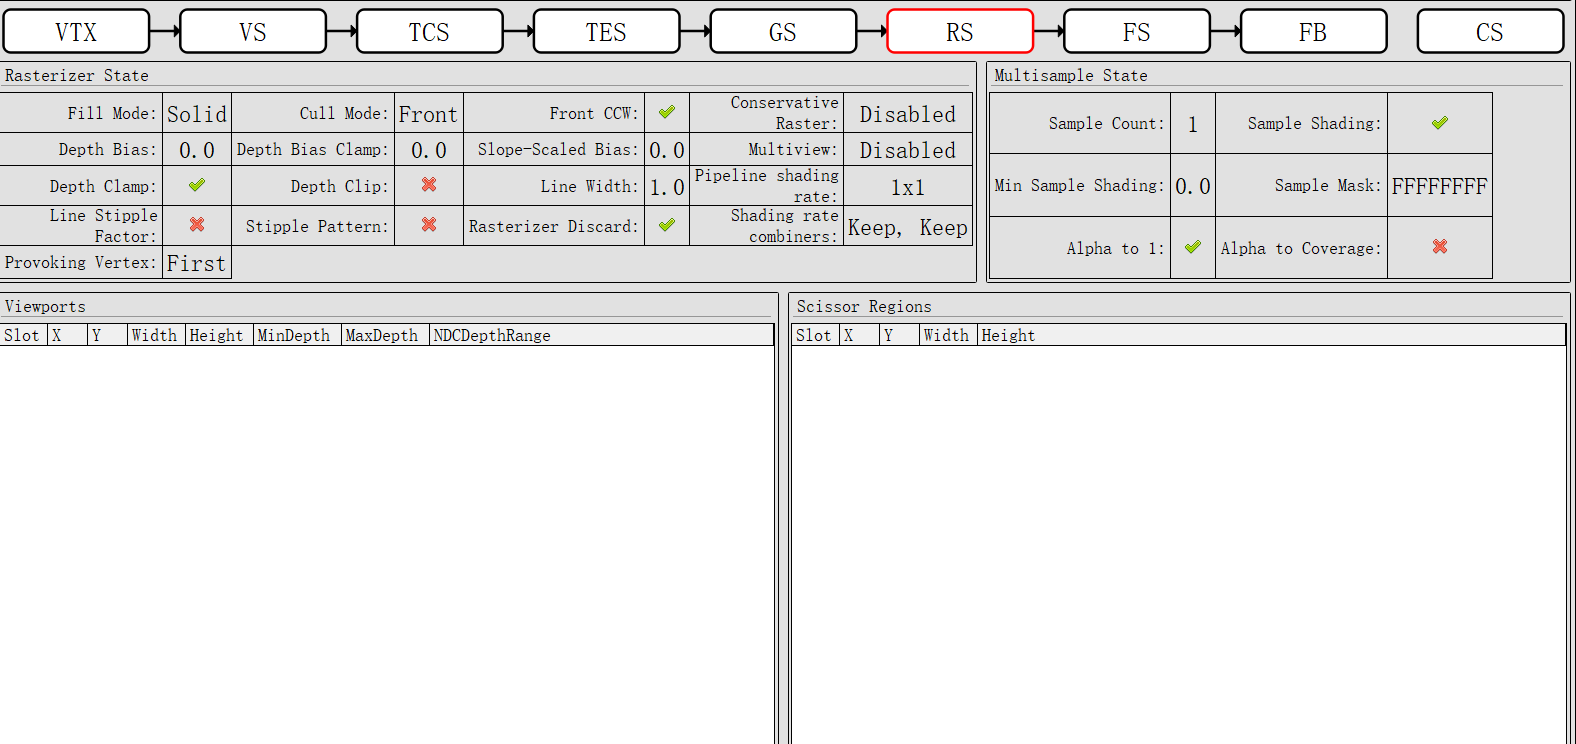 VTX VS TCS TES GS RS FS FB CS
Rasterizer State
Fill Mode: Solid Cull Mode: Front Front CCW: Conservative Raster: Disabled
Depth Bias: 0.0 Depth Bias Clamp: 0.0 Slope-Scaled Bias: 0.0 Multiview: Disabled
Depth Clamp: Depth Clip: Line Width: 1.0 Pipeline shading rate: 1x1
Line Stipple Factor: Stipple Pattern: Rasterizer Discard: Shading rate combiners: Keep, Keep
Provoking Vertex: First
Multisample State
Sample Count: 1 Sample Shading:
Min Sample Shading: 0.0 Sample Mask: FFFFFFFF
Alpha to 1: Alpha to Coverage:
Viewports
Slot X Y Width Height MinDepth MaxDepth NDCDepthRange
Scissor Regions
Slot X Y Width Height